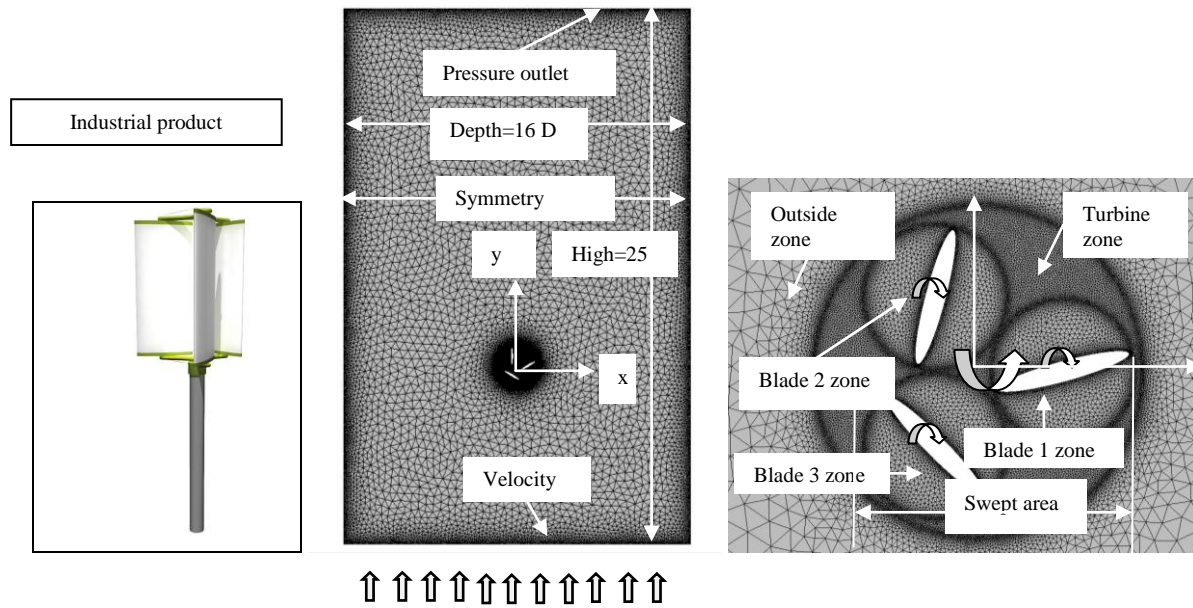 Industrial product
Pressure outlet
Depth=16 D
Symmetry
y
High=25
x
Velocity
Outside
zone
Turbine
zone
Blade 2 zone
Blade 1 zone
Blade 3 zone
Swept area